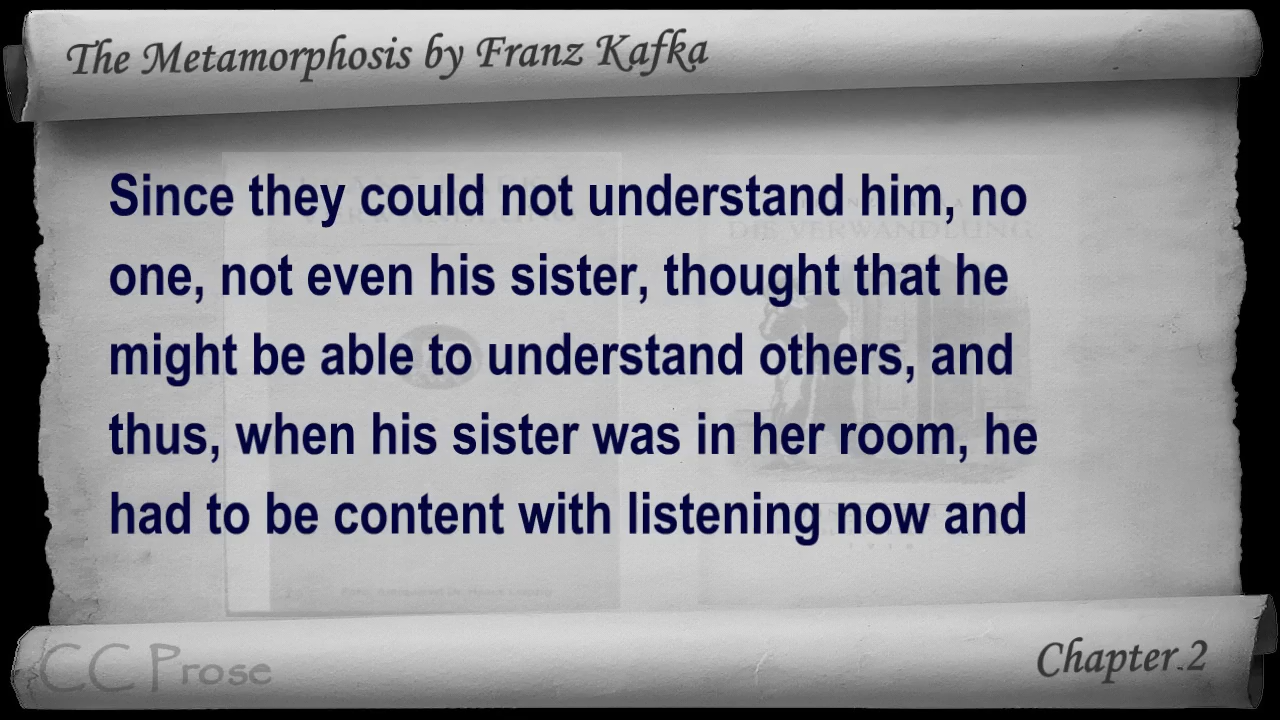 The Metamorphosis by Franz Kafka
Since they could not understand him, no
one, not even his sister, thought that he
might be able to understand others, and
thus, when his sister was in her room, he
had to be content with listening now and
DIE VERWANDLUNG
CC Prose
Chapter 2